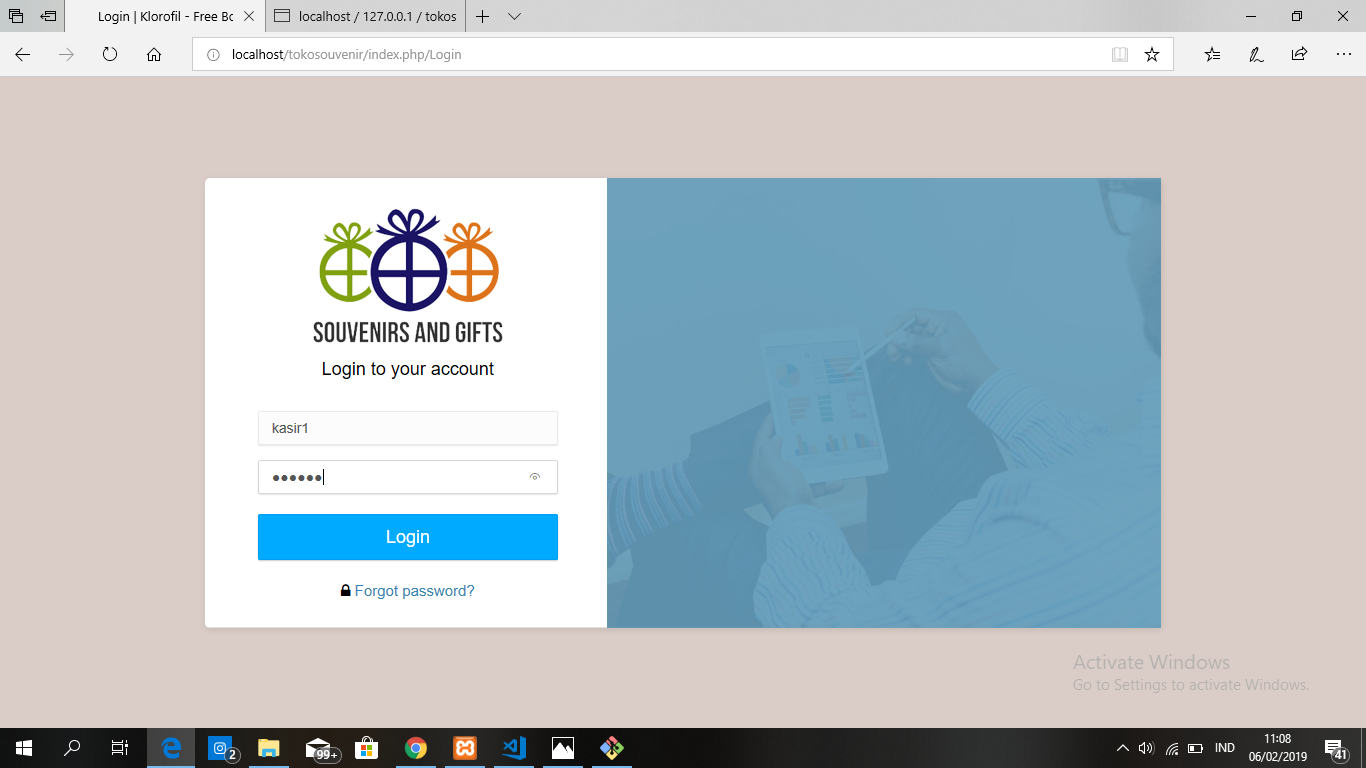 Login | Klorofil - Free Bo
localhost / 127.0.0.1 / tokos
localhost/tokosouvenir/index.php/Login
SOUVENIRS AND GIFTS
Login to your account
kasir1
●●●●●●
Login
Forgot password?
Activate Windows
Go to Settings to activate Windows.
2
99+
IND
11:08
06/02/2019
41